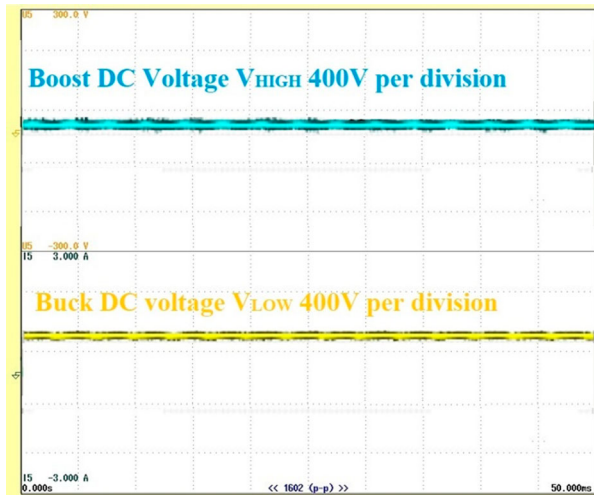 U5 300.0 V
Boost DC Voltage VHIGH 400V per division
U5 -300.0 V
I5 3.000 A
Buck DC voltage VLOW 400V per division
I5 -3.000 A
0.000s << 1602 (p-p) >> 50.000ms